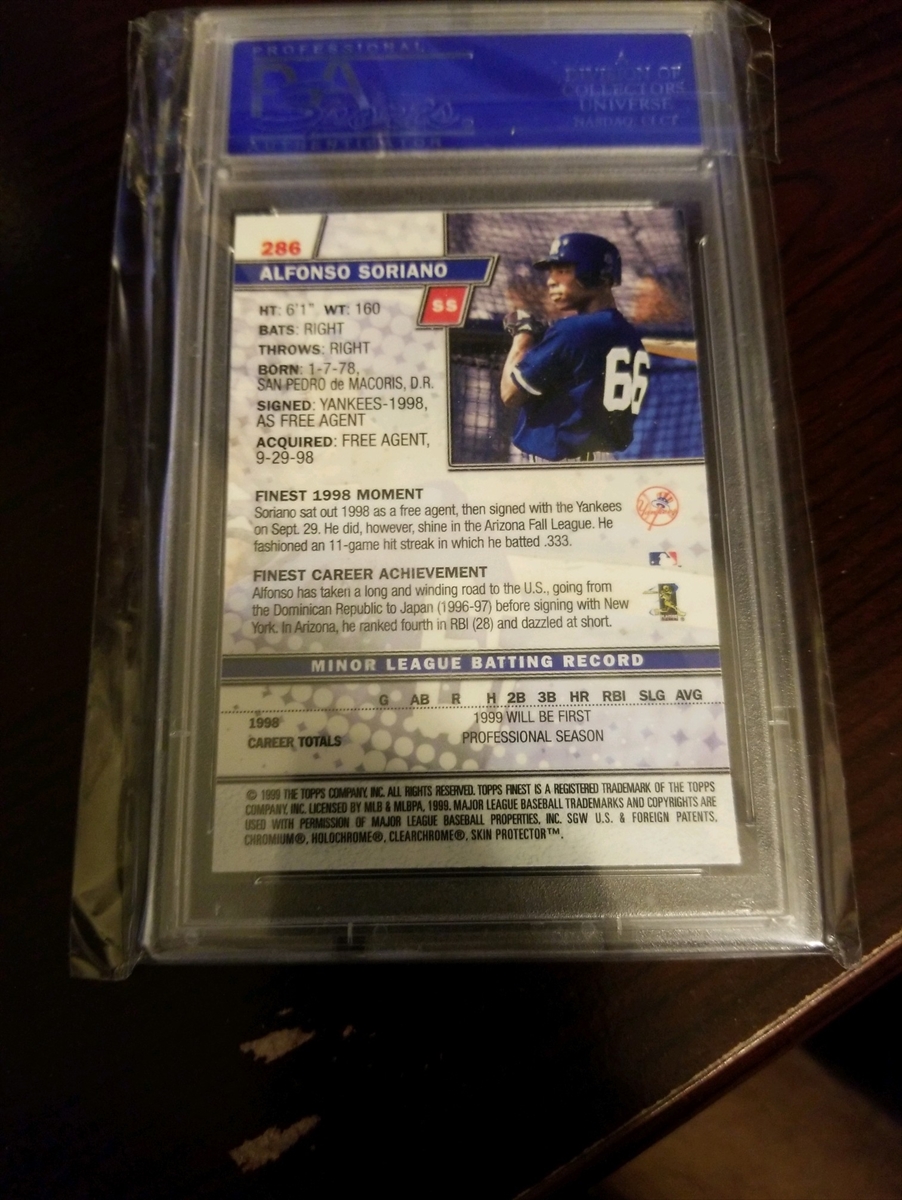 PROFESSIONAL
PSA
Sports
AUTHENTICATOR
A
DIVISION OF
COLLECTORS
UNIVERSE
NASDAQ: CLCT
286
ALFONSO SORIANO
SS
HT: 6'1" WT: 160
BATS: RIGHT
THROWS: RIGHT
BORN: 1-7-78,
SAN PEDRO de MACORIS, D.R.
SIGNED: YANKEES-1998,
AS FREE AGENT
ACQUIRED: FREE AGENT,
9-29-98
66
FINEST 1998 MOMENT
Soriano sat out 1998 as a free agent, then signed with the Yankees
on Sept. 29. He did, however, shine in the Arizona Fall League. He
fashioned an 11-game hit streak in which he batted .333.
FINEST CAREER ACHIEVEMENT
Alfonso has taken a long and winding road to the U.S., going from
the Dominican Republic to Japan (1996-97) before signing with New
York. In Arizona, he ranked fourth in RBI (28) and dazzled at short.
MINOR LEAGUE BATTING RECORD
G AB R H 2B 3B HR RBI SLG AVG
1998 1999 WILL BE FIRST
CAREER TOTALS PROFESSIONAL SEASON
© 1999 THE TOPPS COMPANY, INC. ALL RIGHTS RESERVED. TOPPS FINEST IS A REGISTERED TRADEMARK OF THE TOPPS
COMPANY, INC. LICENSED BY MLB & MLBPA, 1999. MAJOR LEAGUE BASEBALL TRADEMARKS AND COPYRIGHTS ARE
USED WITH PERMISSION OF MAJOR LEAGUE BASEBALL PROPERTIES, INC. SGW U.S. & FOREIGN PATENTS.
CHROMIUM®, HOLOCHROME®, CLEARCHROME®, SKIN PROTECTOR™.